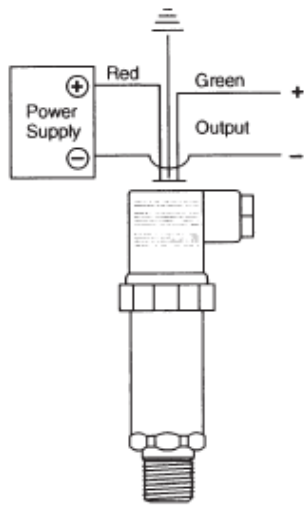 Red
Green
+
+
Power
Supply
Output
−
−